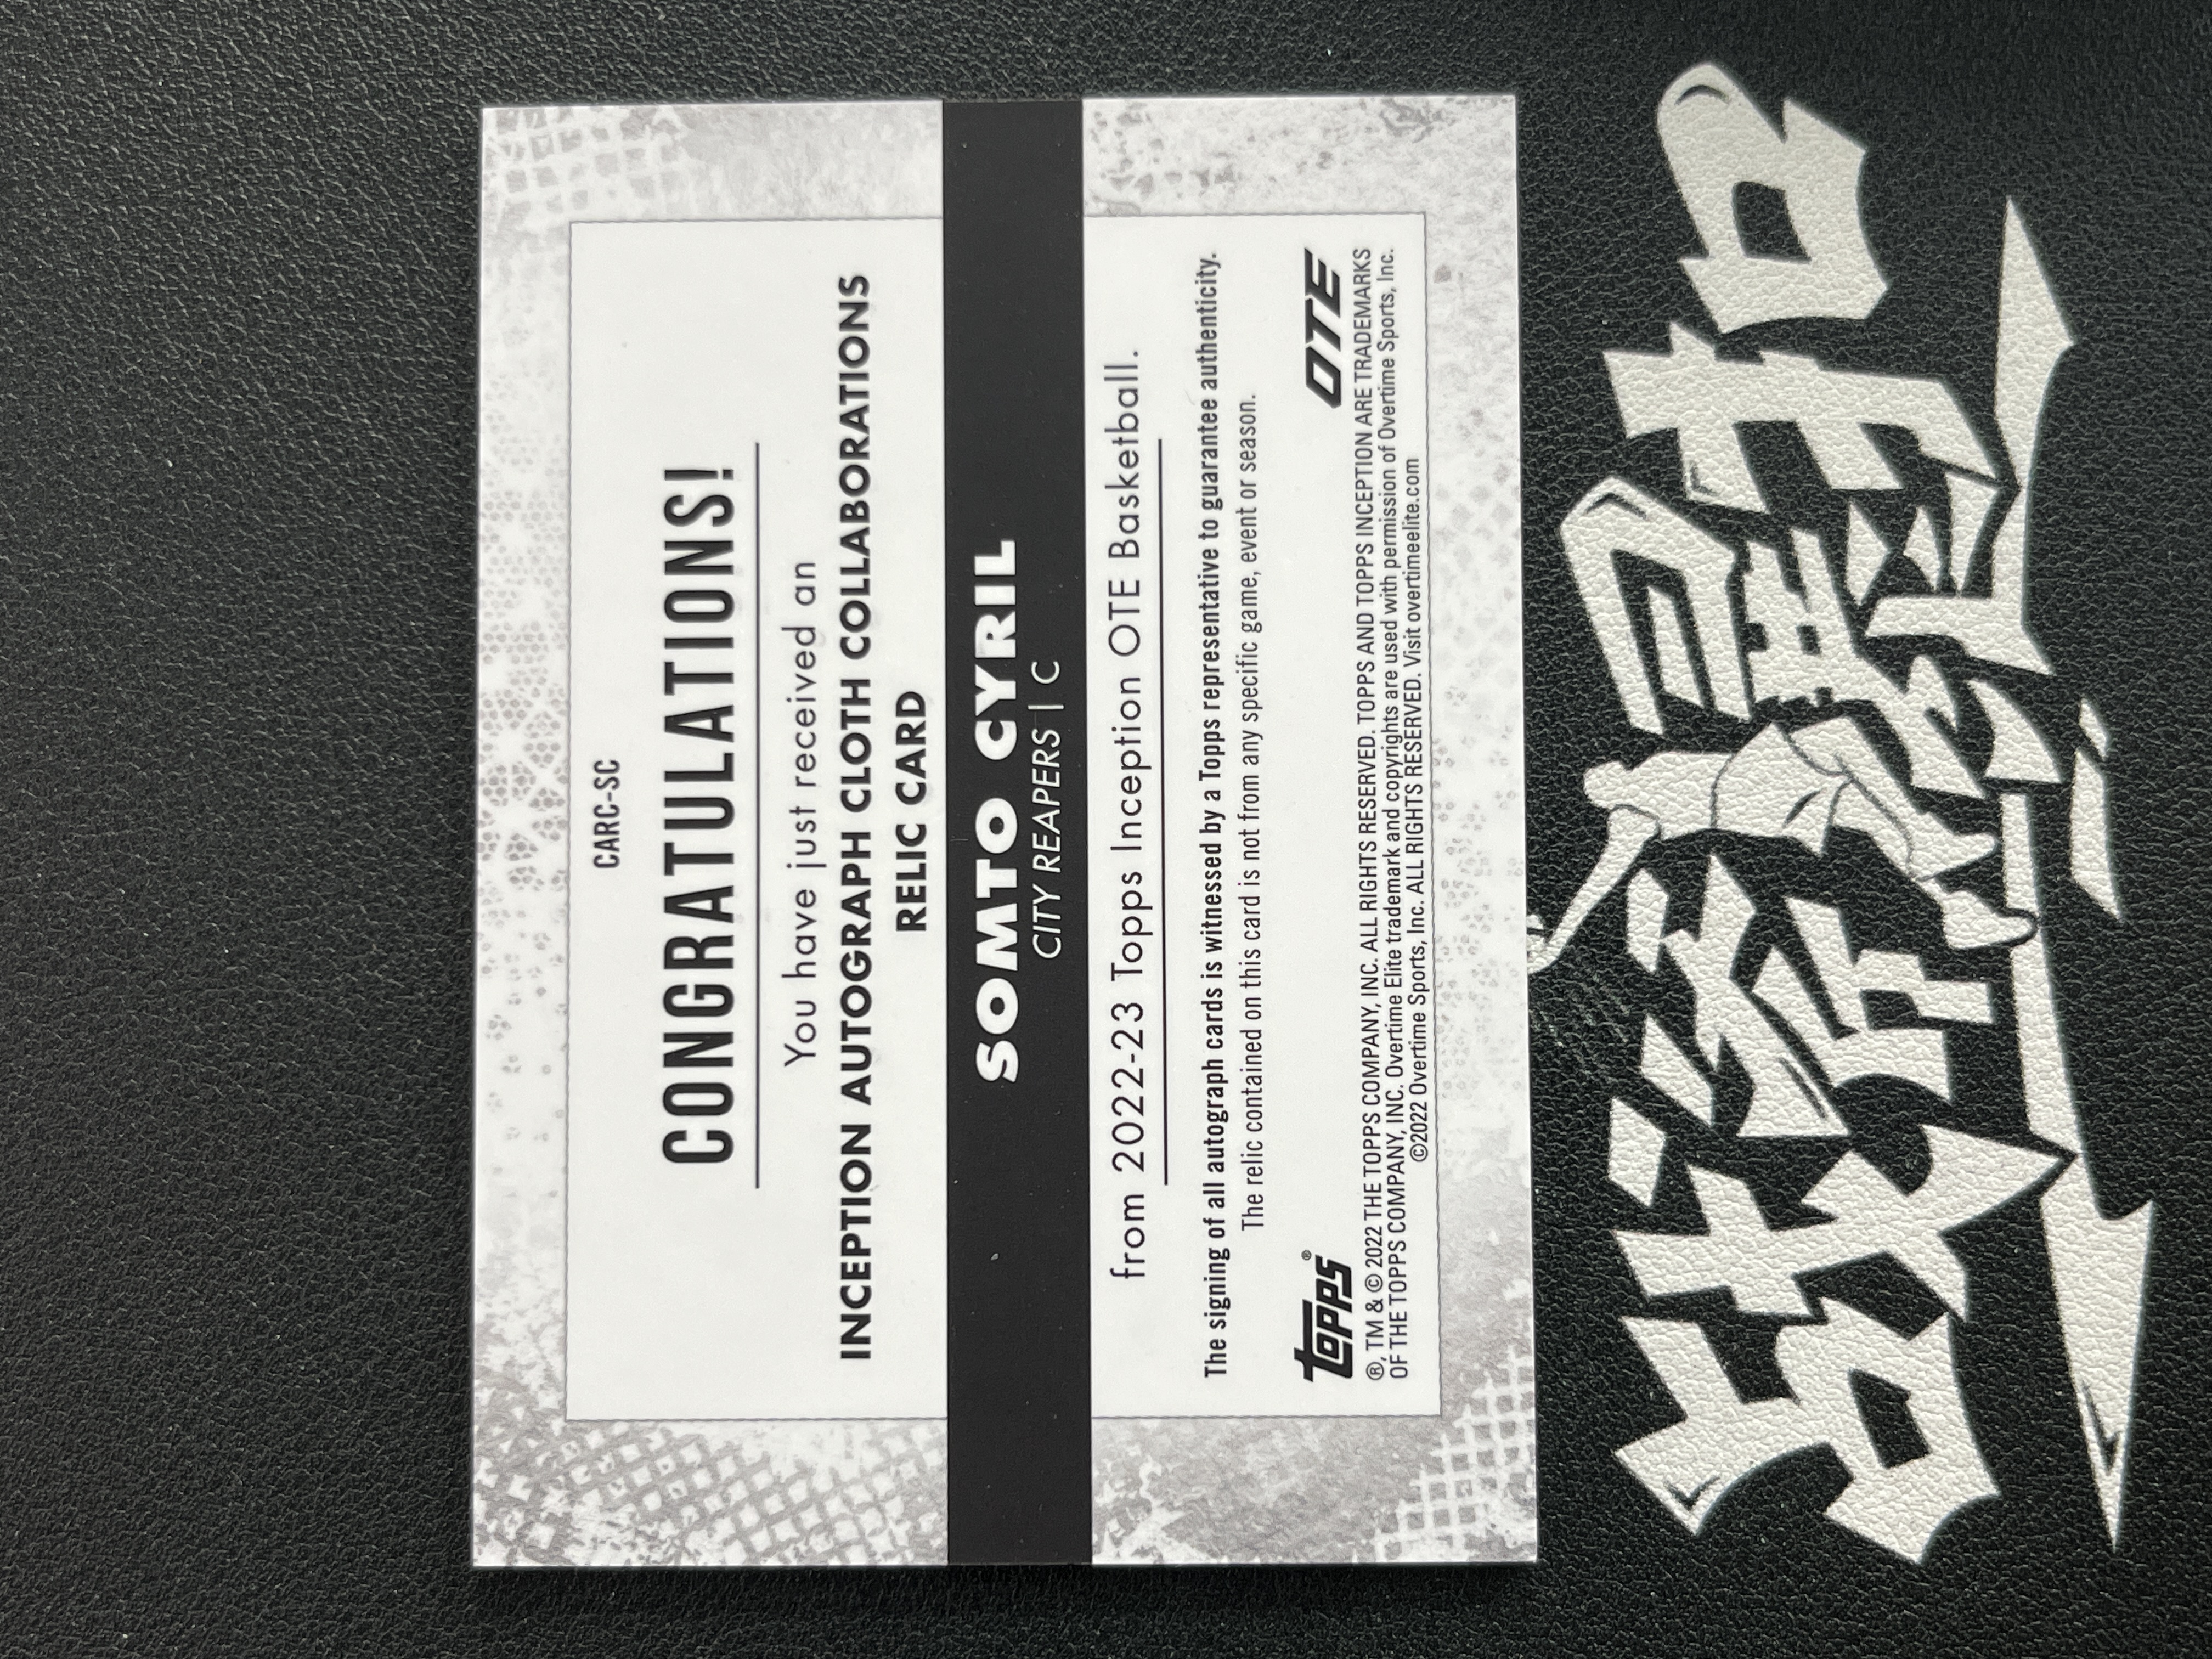 CARC-SC
CONGRATULATIONS!
You have just received an
INCEPTION AUTOGRAPH CLOTH COLLABORATIONS
RELIC CARD
SOMTO CYRIL
CITY REAPERS | C
from 2022-23 Topps Inception OTE Basketball.
The signing of all autograph cards is witnessed by a Topps representative to guarantee authenticity.
The relic contained on this card is not from any specific game, event or season.
topps® OTE
®, TM & © 2022 THE TOPPS COMPANY, INC. ALL RIGHTS RESERVED. TOPPS AND TOPPS INCEPTION ARE TRADEMARKS
OF THE TOPPS COMPANY, INC. Overtime Elite trademark and copyrights are used with permission of Overtime Sports, Inc.
©2022 Overtime Sports, Inc. ALL RIGHTS RESERVED. Visit overtimeelite.com